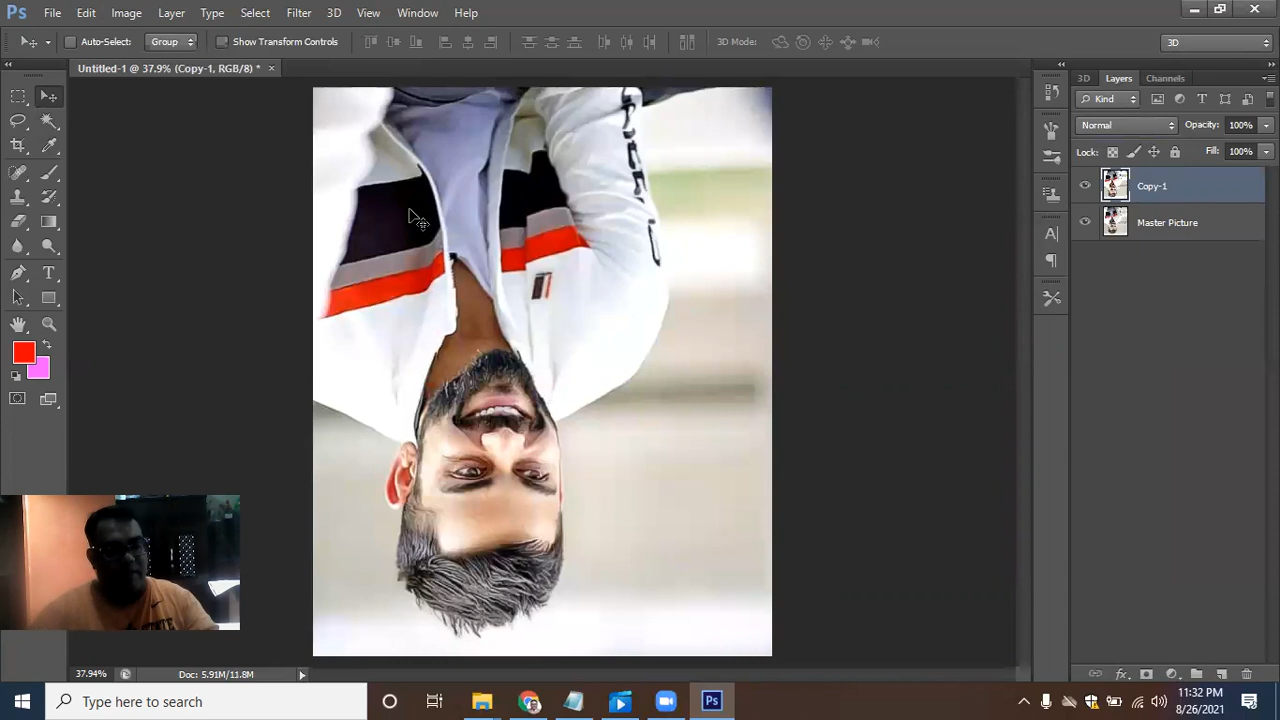 Ps File Edit Image Layer Type Select Filter 3D View Window Help
Auto-Select: Group Show Transform Controls 3D Mode: 3D
Untitled-1 @ 37.9% (Copy-1, RGB/8) *
3D Layers Channels
Kind
Normal Opacity: 100%
Lock: Fill: 100%
Copy-1
Master Picture
37.94% Doc: 5.91M/11.8M
Type here to search
Ps
11:32 PM
8/26/2021